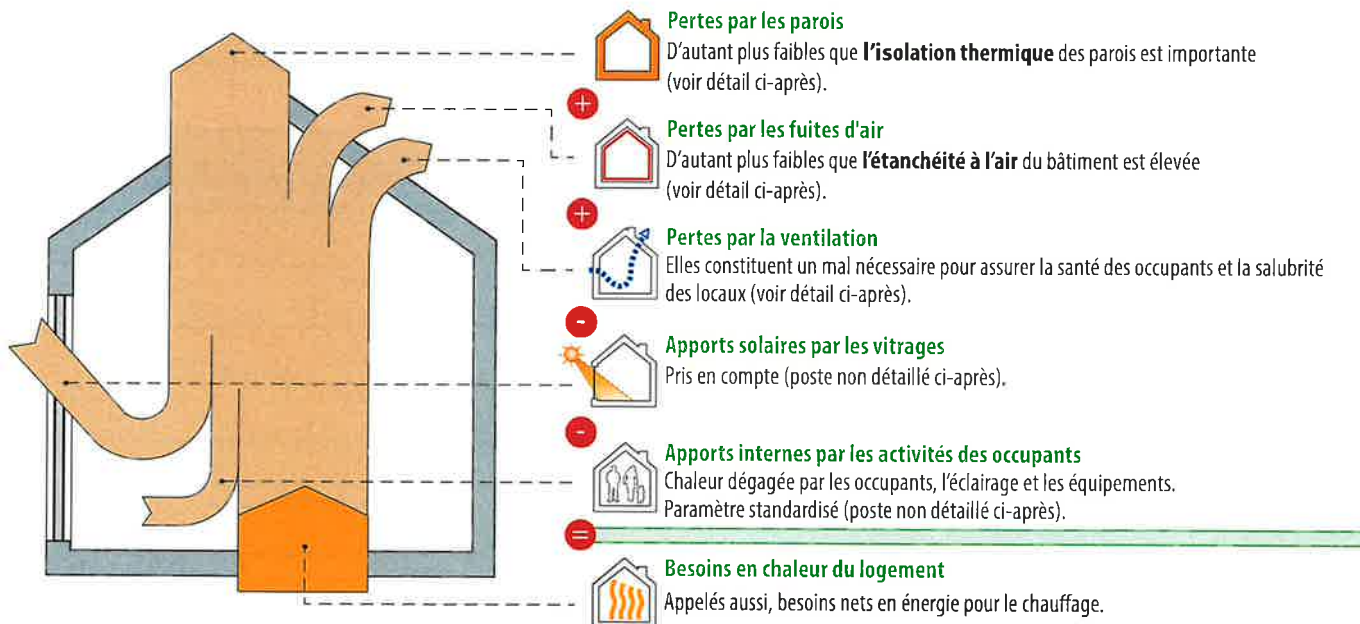 Pertes par les parois
D'autant plus faibles que l'isolation thermique des parois est importante
(voir détail ci-après).
+
Pertes par les fuites d'air
D'autant plus faibles que l'étanchéité à l'air du bâtiment est élevée
(voir détail ci-après).
+
Pertes par la ventilation
Elles constituent un mal nécessaire pour assurer la santé des occupants et la salubrité
des locaux (voir détail ci-après).
-
Apports solaires par les vitrages
Pris en compte (poste non détaillé ci-après).
-
Apports internes par les activités des occupants
Chaleur dégagée par les occupants, l'éclairage et les équipements.
Paramètre standardisé (poste non détaillé ci-après).
=
Besoins en chaleur du logement
Appelés aussi, besoins nets en énergie pour le chauffage.